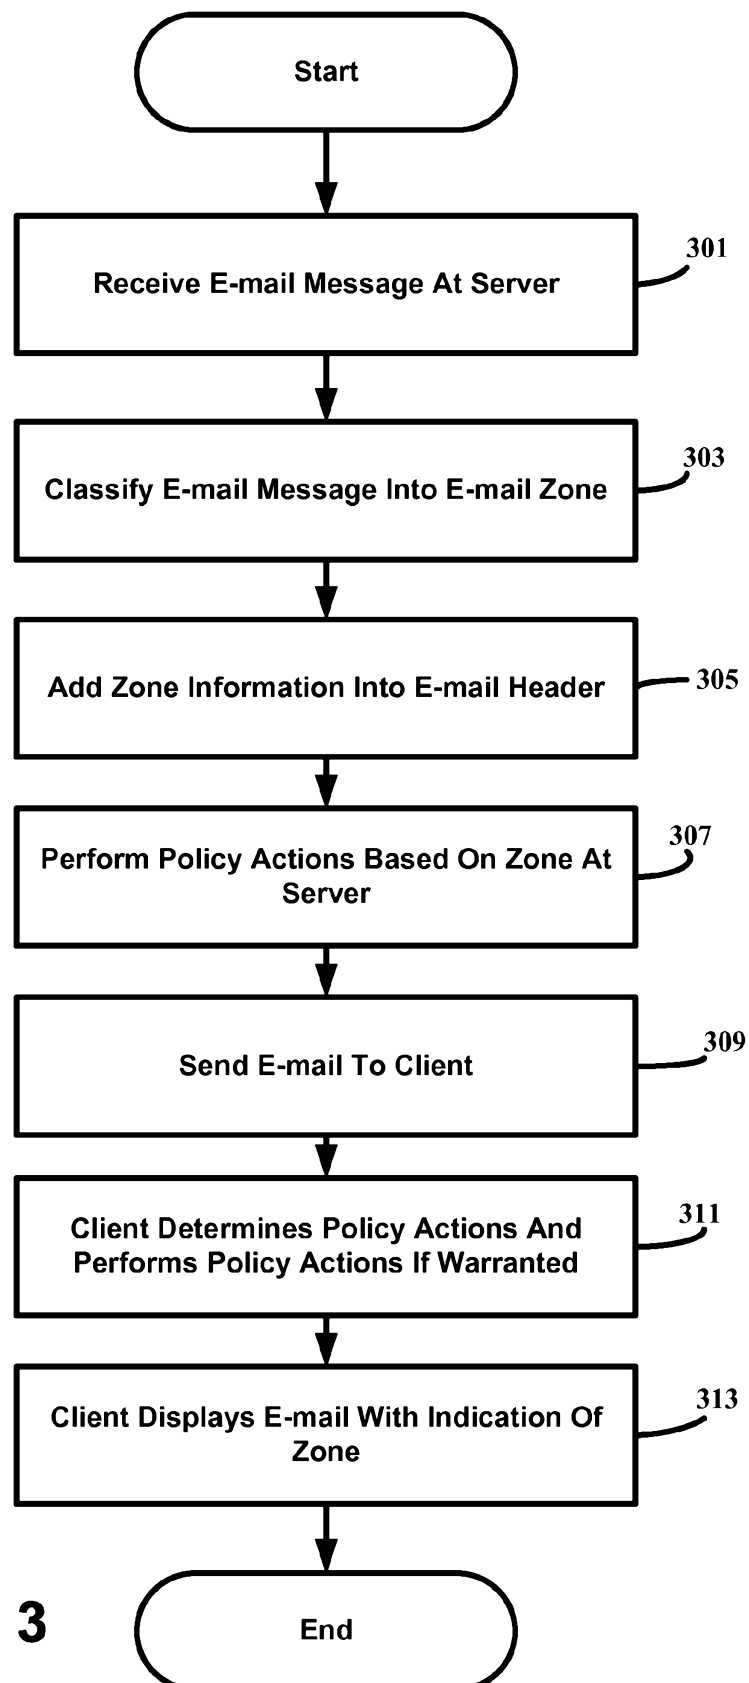 Start
Receive E-mail Message At Server
301
Classify E-mail Message Into E-mail Zone
303
Add Zone Information Into E-mail Header
305
Perform Policy Actions Based On Zone At
Server
307
Send E-mail To Client
309
Client Determines Policy Actions And
Performs Policy Actions If Warranted
311
Client Displays E-mail With Indication Of
Zone
313
3
End